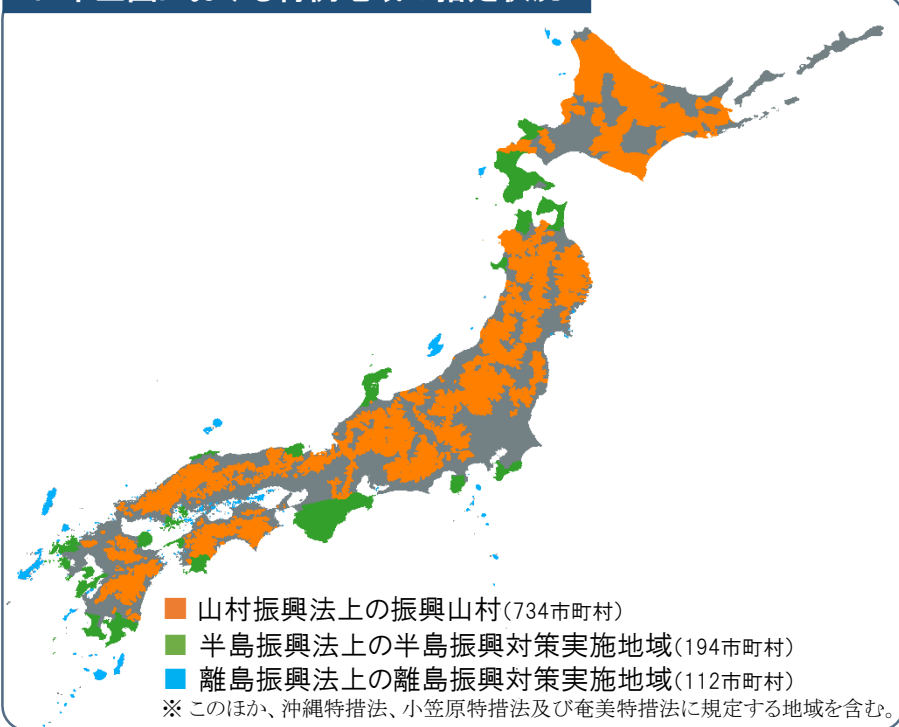 ■ 山村振興法上の振興山村(734市町村)
■ 半島振興法上の半島振興対策実施地域(194市町村)
■ 離島振興法上の離島振興対策実施地域(112市町村)
※ このほか、沖縄特措法、小笠原特措法及び奄美特措法に規定する地域を含む。